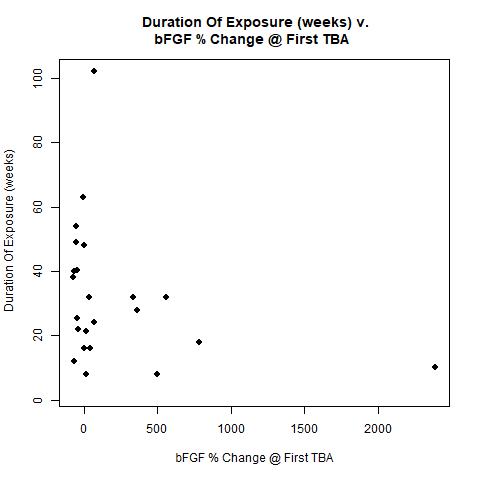 Duration Of Exposure (weeks) v.
bFGF % Change @ First TBA
100
80
60
40
20
0
Duration Of Exposure (weeks)
0 500 1000 1500 2000
bFGF % Change @ First TBA